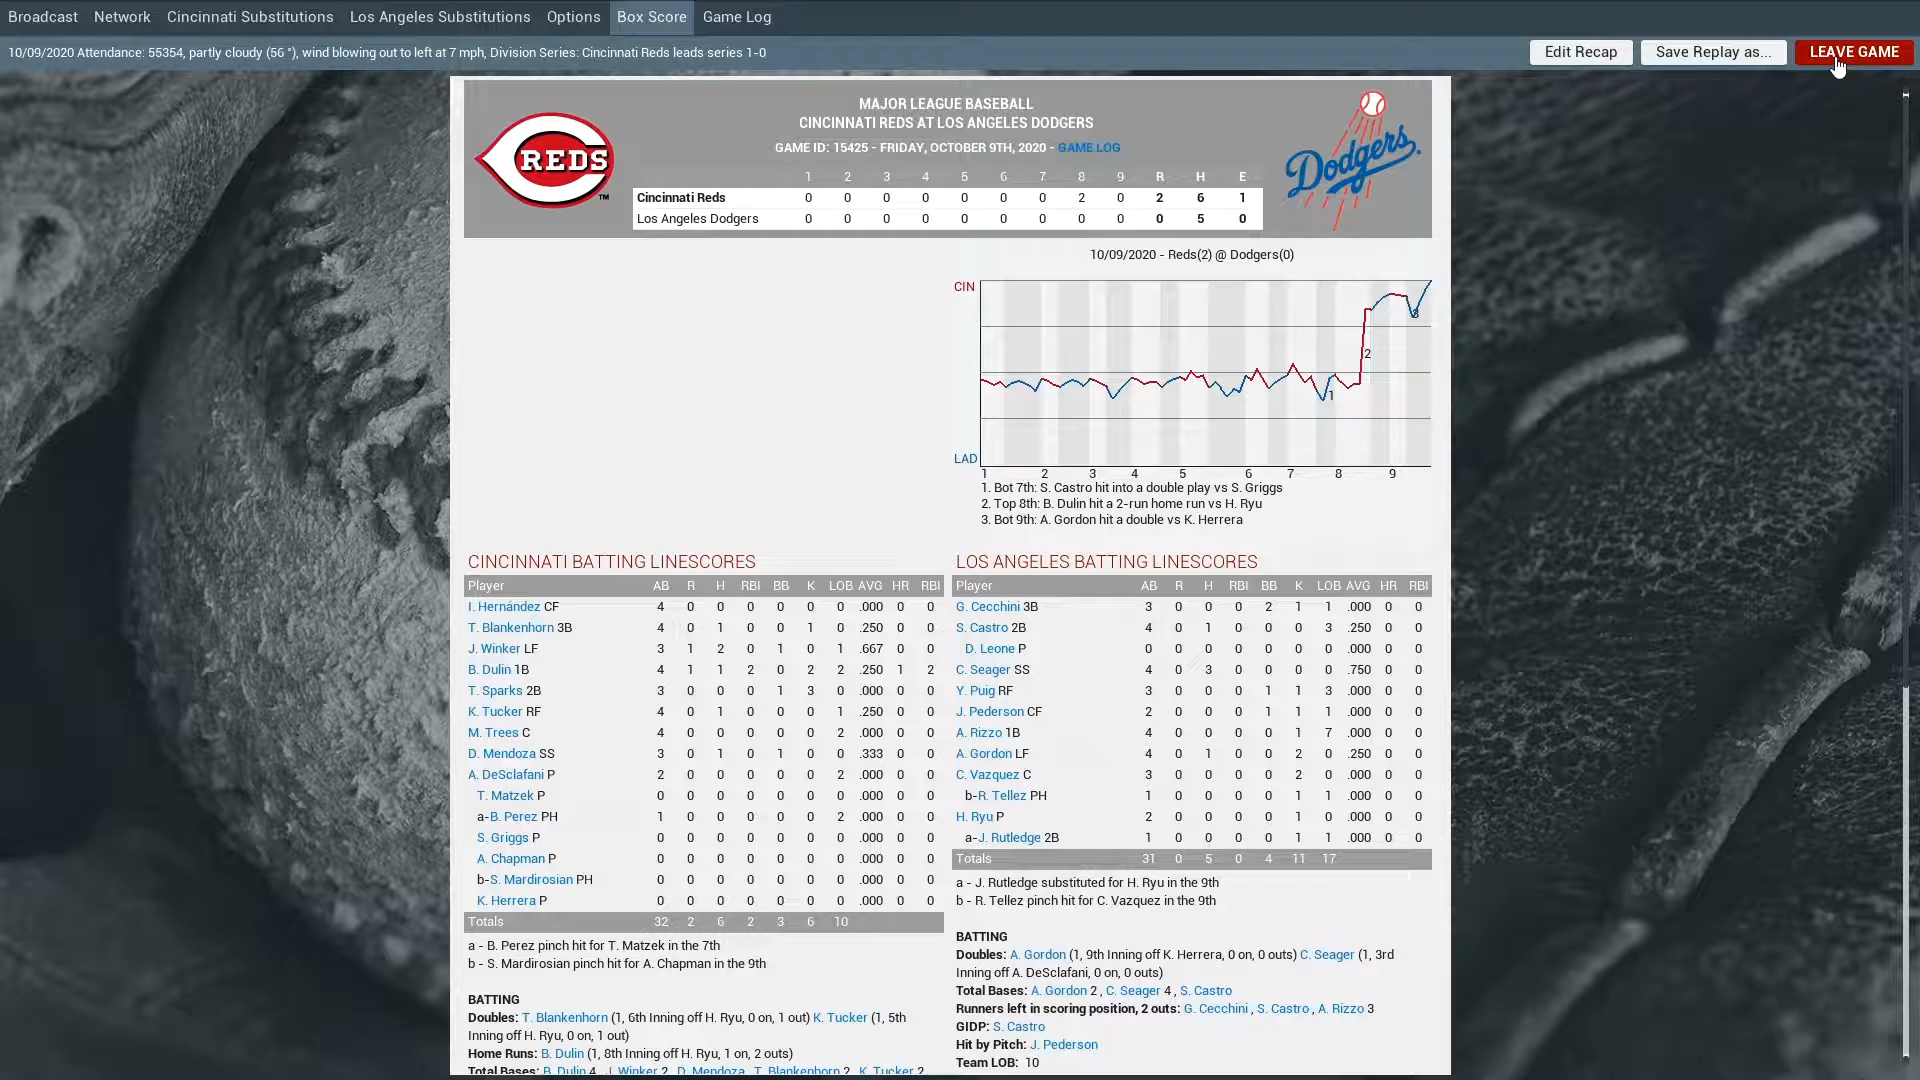 Broadcast Network Cincinnati Substitutions Los Angeles Substitutions Options Box Score Game Log
10/09/2020 Attendance: 55354, partly cloudy (56 °), wind blowing out to left at 7 mph, Division Series: Cincinnati Reds leads series 1-0 Edit Recap Save Replay as... LEAVE GAME
REDS
TM
MAJOR LEAGUE BASEBALL
CINCINNATI REDS AT LOS ANGELES DODGERS
GAME ID: 15425 - FRIDAY, OCTOBER 9TH, 2020 - GAME LOG
Dodgers
1 2 3 4 5 6 7 8 9 R H E
Cincinnati Reds 0 0 0 0 0 0 0 2 0 2 6 1
Los Angeles Dodgers 0 0 0 0 0 0 0 0 0 0 5 0
10/09/2020 - Reds(2) @ Dodgers(0)
CIN
3
2
1
LAD
1 2 3 4 5 6 7 8 9
1. Bot 7th: S. Castro hit into a double play vs S. Griggs
2. Top 8th: B. Dulin hit a 2-run home run vs H. Ryu
3. Bot 9th: A. Gordon hit a double vs K. Herrera
CINCINNATI BATTING LINESCORES
Player AB R H RBI BB K LOB AVG HR RBI
I. Hernández CF 4 0 0 0 0 0 0 .000 0 0
T. Blankenhorn 3B 4 0 1 0 0 1 0 .250 0 0
J. Winker LF 3 1 2 0 1 0 1 .667 0 0
B. Dulin 1B 4 1 1 2 0 2 2 .250 1 2
T. Sparks 2B 3 0 0 0 1 3 0 .000 0 0
K. Tucker RF 4 0 1 0 0 0 1 .250 0 0
M. Trees C 4 0 0 0 0 0 2 .000 0 0
D. Mendoza SS 3 0 1 0 1 0 0 .333 0 0
A. DeSclafani P 2 0 0 0 0 0 2 .000 0 0
T. Matzek P 0 0 0 0 0 0 0 .000 0 0
a-B. Perez PH 1 0 0 0 0 0 2 .000 0 0
S. Griggs P 0 0 0 0 0 0 0 .000 0 0
A. Chapman P 0 0 0 0 0 0 0 .000 0 0
b-S. Mardirosian PH 0 0 0 0 0 0 0 .000 0 0
K. Herrera P 0 0 0 0 0 0 0 .000 0 0
Totals 32 2 6 2 3 6 10
a - B. Perez pinch hit for T. Matzek in the 7th
b - S. Mardirosian pinch hit for A. Chapman in the 9th
BATTING
Doubles: T. Blankenhorn (1, 6th Inning off H. Ryu, 0 on, 1 out) K. Tucker (1, 5th
Inning off H. Ryu, 0 on, 1 out)
Home Runs: B. Dulin (1, 8th Inning off H. Ryu, 1 on, 2 outs)
Total Bases: B. Dulin 4 , J. Winker 2 , D. Mendoza , T. Blankenhorn 2 , K. Tucker 2
LOS ANGELES BATTING LINESCORES
Player AB R H RBI BB K LOB AVG HR RBI
G. Cecchini 3B 3 0 0 0 2 1 1 .000 0 0
S. Castro 2B 4 0 1 0 0 0 3 .250 0 0
D. Leone P 0 0 0 0 0 0 0 .000 0 0
C. Seager SS 4 0 3 0 0 0 0 .750 0 0
Y. Puig RF 3 0 0 0 1 1 3 .000 0 0
J. Pederson CF 2 0 0 0 1 1 1 .000 0 0
A. Rizzo 1B 4 0 0 0 0 1 7 .000 0 0
A. Gordon LF 4 0 1 0 0 2 0 .250 0 0
C. Vazquez C 3 0 0 0 0 2 0 .000 0 0
b-R. Tellez PH 1 0 0 0 0 1 1 .000 0 0
H. Ryu P 2 0 0 0 0 1 0 .000 0 0
a-J. Rutledge 2B 1 0 0 0 0 1 1 .000 0 0
Totals 31 0 5 0 4 11 17
a - J. Rutledge substituted for H. Ryu in the 9th
b - R. Tellez pinch hit for C. Vazquez in the 9th
BATTING
Doubles: A. Gordon (1, 9th Inning off K. Herrera, 0 on, 0 outs) C. Seager (1, 3rd
Inning off A. DeSclafani, 0 on, 0 outs)
Total Bases: A. Gordon 2 , C. Seager 4 , S. Castro
Runners left in scoring position, 2 outs: G. Cecchini , S. Castro , A. Rizzo 3
GIDP: S. Castro
Hit by Pitch: J. Pederson
Team LOB: 10